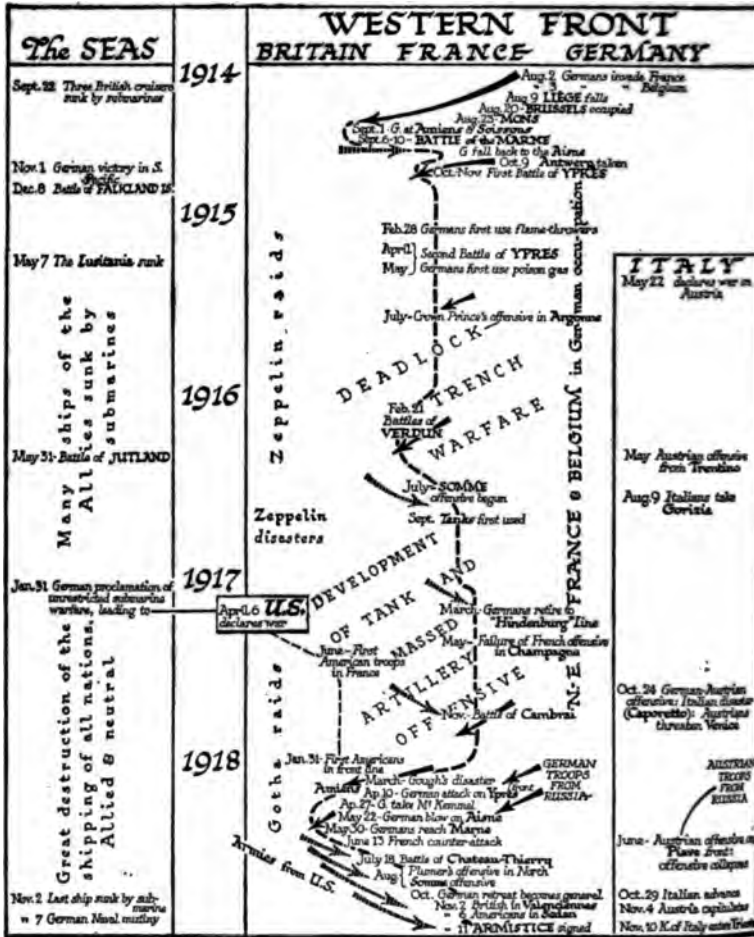 The SEAS
Sept. 22 Three British cruisers
sunk by submarines
Nov. 1 German victory in S.
Pacific
Dec. 8 Battle of FALKLAND IS.
May 7 The Lusitania sunk
Many ships of the
Allies sunk by
submarines
May 31-Battle of JUTLAND
Jan. 31 German proclamation of
unrestricted submarine
warfare, leading to
Great destruction of the
shipping of all nations,
Allied & neutral
Nov. 2 Last ship sunk by sub-
marine
" 7 German Naval mutiny
1914
1915
1916
1917
1918
WESTERN FRONT
BRITAIN FRANCE GERMANY
Aug. 2 Germans invade France
" 3 " " Belgium
Aug. 9 LIEGE falls
Aug. 20-BRUSSELS occupied
Aug. 23-MONS
Sept. 1-G. at Amiens & Soissons
Sept. 6-10-BATTLE of the MARNE
G. fall back to the Aisne
Oct. 9 Antwerp taken
Oct.-Nov. First Battle of YPRES
Feb. 28 Germans first use flame-throwers
April Second Battle of YPRES
May Germans first use poison gas
July-Crown Prince's offensive in Argonne
Zeppelin raids
DEADLOCK-
TRENCH
WARFARE
Feb. 21
Battles of
VERDUN
July-SOMME
offensive begun
Sept. Tanks first used
Zeppelin
disasters
N.E. FRANCE & BELGIUM in German occupation
April 6 U.S.
declares war
DEVELOPMENT
OF TANK AND
MASSED
ARTILLERY
OFFENSIVE
March-Germans retire to
"Hindenburg" Line
June-First
American troops
in France
May-Failure of French offensive
in Champagne
Nov.-Battle of Cambrai
Gotha raids
Jan. 31-First Americans
in front line
March-Gough's disaster
Amiens
Ap. 10-German attack on Ypres
front
Ap. 27-G. take Mt Kemmel
May 22-German blow on Aisne
May 30-Germans reach Marne
June 13 French counter-attack
GERMAN
TROOPS
FROM
RUSSIA
July 18 Battle of Chateau-Thierry
Aug. Plumer's offensive in North
Somme offensive
Armies from U.S.
Oct. German retreat becomes general
Nov. 2 British in Valenciennes
" 6 Americans in Sedan
" 11 ARMISTICE signed
ITALY
May 22 declares war on
Austria
May Austrian offensive
from Trentino
Aug. 9 Italians take
Gorizia
Oct. 24 German-Austrian
offensive: Italian disaster
(Caporetto): Austrians
threaten Venice
AUSTRIAN
TROOPS
FROM
RUSSIA
June-Austrian offensive on
Piave front:
offensive collapses
Oct. 29 Italian advance
Nov. 4 Austria capitulates
Nov. 10 K. of Italy enters Trieste